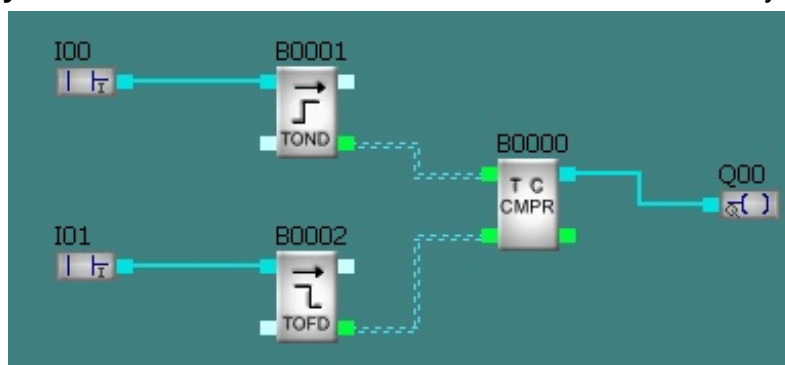 I00
B0001
I
TOND
B0000
T C
CMPR
Q00
Q
I01
B0002
I
TOFD